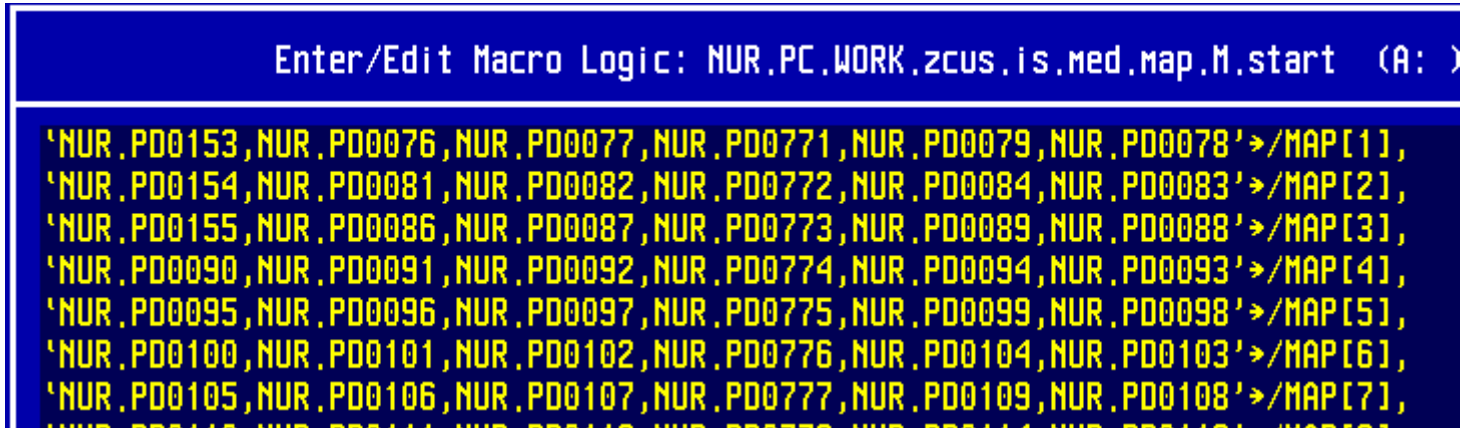 Enter/Edit Macro Logic: NUR.PC.WORK.zcus.is.med.map.M.start (A: )
‛NUR.PD0153,NUR.PD0076,NUR.PD0077,NUR.PD0771,NUR.PD0079,NUR.PD0078’→/MAP[1],
‛NUR.PD0154,NUR.PD0081,NUR.PD0082,NUR.PD0772,NUR.PD0084,NUR.PD0083’→/MAP[2],
‛NUR.PD0155,NUR.PD0086,NUR.PD0087,NUR.PD0773,NUR.PD0089,NUR.PD0088’→/MAP[3],
‛NUR.PD0090,NUR.PD0091,NUR.PD0092,NUR.PD0774,NUR.PD0094,NUR.PD0093’→/MAP[4],
‛NUR.PD0095,NUR.PD0096,NUR.PD0097,NUR.PD0775,NUR.PD0099,NUR.PD0098’→/MAP[5],
‛NUR.PD0100,NUR.PD0101,NUR.PD0102,NUR.PD0776,NUR.PD0104,NUR.PD0103’→/MAP[6],
‛NUR.PD0105,NUR.PD0106,NUR.PD0107,NUR.PD0777,NUR.PD0109,NUR.PD0108’→/MAP[7],